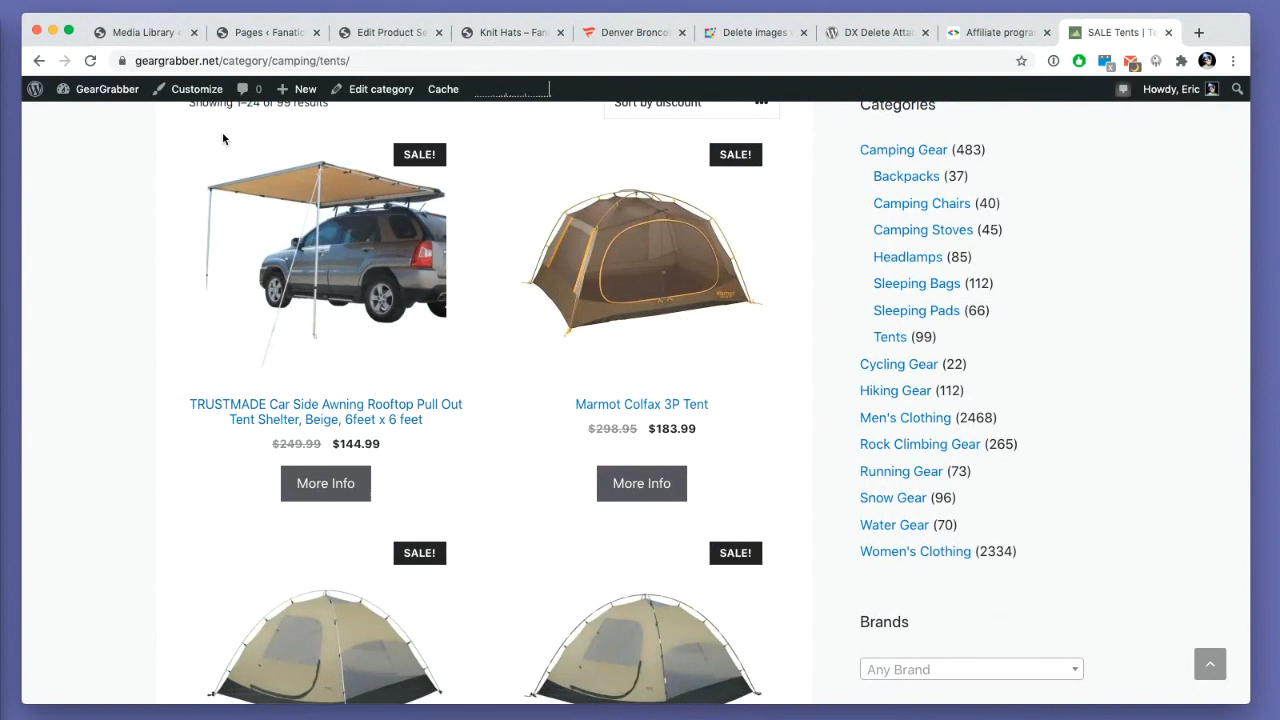 Media Library ‹
Pages ‹ Fanatic
Edit Product Se
Knit Hats – Fan
Denver Bronco
Delete images v
DX Delete Atta
Affiliate progra
SALE Tents | Te
geargrabber.net/category/camping/tents/
GearGrabber
Customize
0
New
Edit category
Cache
Howdy, Eric
Showing 1–24 of 99 results
Sort by discount
SALE!
SALE!
TRUSTMADE Car Side Awning Rooftop Pull Out
Tent Shelter, Beige, 6feet x 6 feet
$249.99 $144.99
More Info
Marmot Colfax 3P Tent
$298.95 $183.99
More Info
SALE!
SALE!
Categories
Camping Gear (483)
Backpacks (37)
Camping Chairs (40)
Camping Stoves (45)
Headlamps (85)
Sleeping Bags (112)
Sleeping Pads (66)
Tents (99)
Cycling Gear (22)
Hiking Gear (112)
Men's Clothing (2468)
Rock Climbing Gear (265)
Running Gear (73)
Snow Gear (96)
Water Gear (70)
Women's Clothing (2334)
Brands
Any Brand